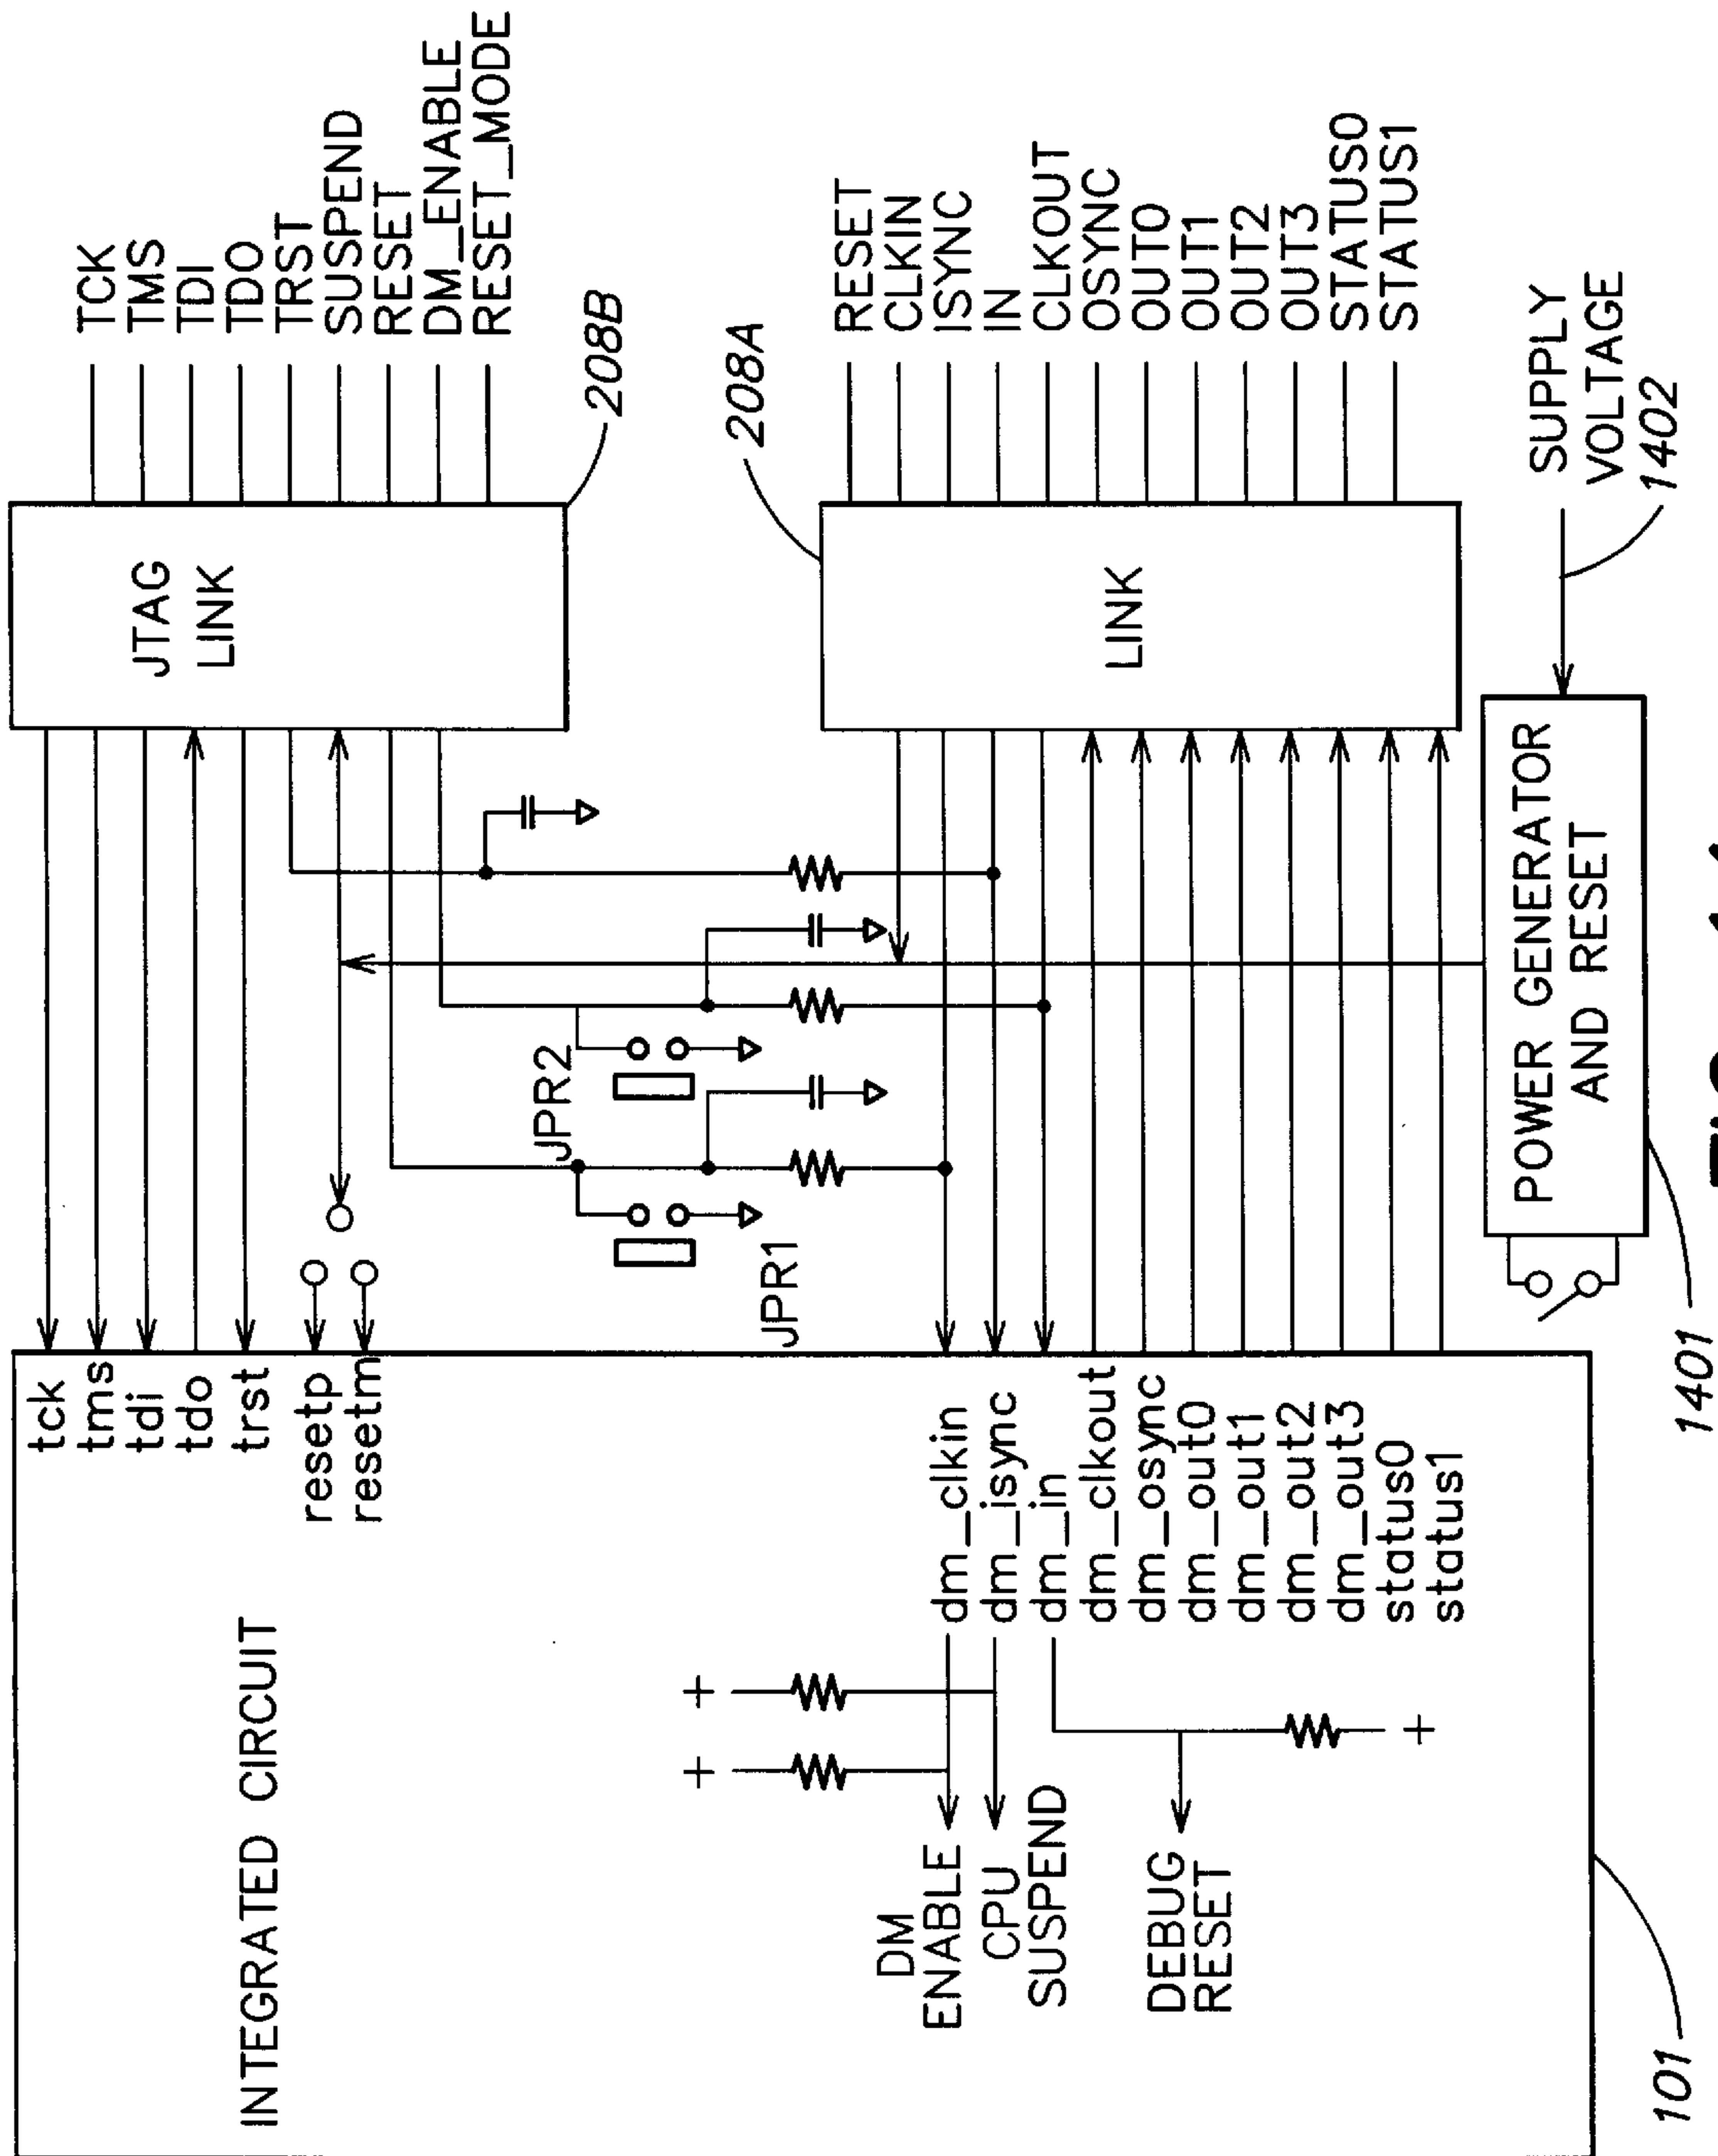 INTEGRATED CIRCUIT
tck
tms
tdi
tdo
trst
resetp
resetm
JTAG
LINK
TCK
TMS
TDI
TDO
TRST
SUSPEND
RESET
DM_ENABLE
RESET_MODE
208B
JPR2
JPR1
+
+
DM
ENABLE
CPU
SUSPEND
DEBUG
RESET
+
dm_clkin
dm_isync
dm_in
dm_clkout
dm_osync
dm_out0
dm_out1
dm_out2
dm_out3
status0
status1
LINK
208A
RESET
CLKIN
ISYNC
IN
CLKOUT
OSYNC
OUT0
OUT1
OUT2
OUT3
STATUS0
STATUS1
POWER GENERATOR
AND RESET
SUPPLY
VOLTAGE
1402
101
1401